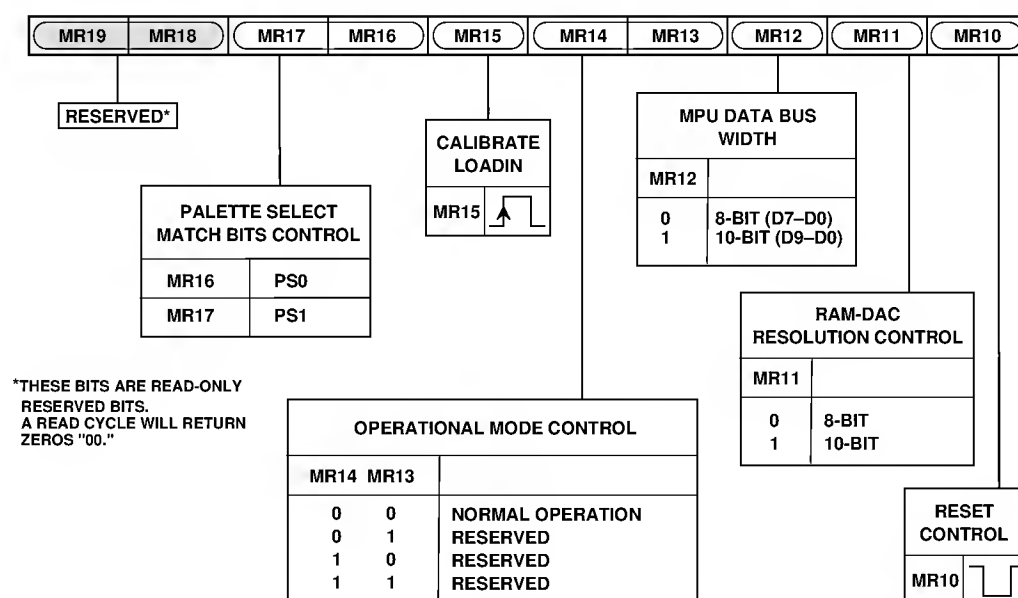 MR19 MR18 MR17 MR16 MR15 MR14 MR13 MR12 MR11 MR10
RESERVED*
PALETTE SELECT
MATCH BITS CONTROL
MR16 PS0
MR17 PS1
CALIBRATE
LOADIN
MR15
MPU DATA BUS
WIDTH
MR12
0 8-BIT (D7–D0)
1 10-BIT (D9–D0)
RAM-DAC
RESOLUTION CONTROL
MR11
0 8-BIT
1 10-BIT
*THESE BITS ARE READ-ONLY
RESERVED BITS.
A READ CYCLE WILL RETURN
ZEROS "00."
OPERATIONAL MODE CONTROL
MR14 MR13
0 0 NORMAL OPERATION
0 1 RESERVED
1 0 RESERVED
1 1 RESERVED
RESET
CONTROL
MR10